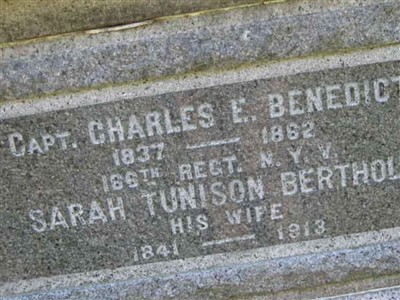 CAPT. CHARLES E. BENEDICT
1837 — 1862
166TH REGT. N.Y.V.
SARAH TUNISON BERTHOL
HIS WIFE
1841 — 1913